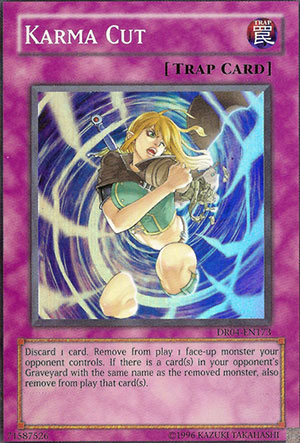 KARMA CUT
TRAP
罠
[TRAP CARD]
DR04-EN173
Discard 1 card. Remove from play 1 face-up monster your
opponent controls. If there is a card(s) in your opponent's
Graveyard with the same name as the removed monster, also
remove from play that card(s).
71587526
©1996 KAZUKI TAKAHASHI